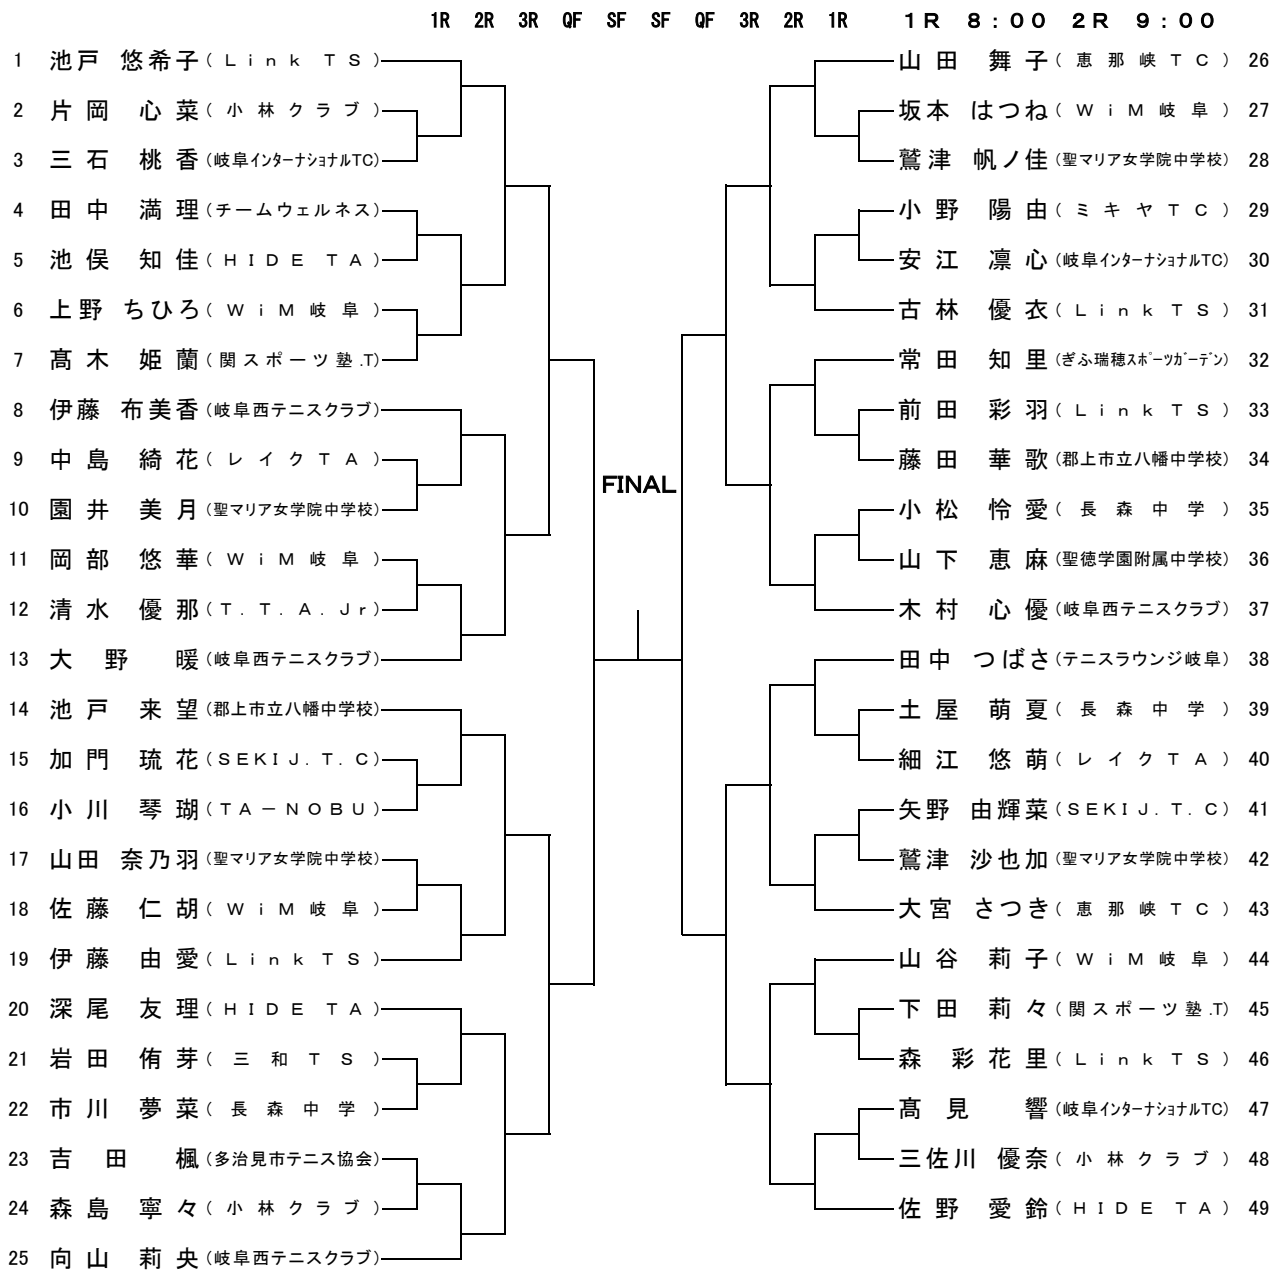 1R 2R 3R QF SF SF QF 3R 2R 1R 1R 8:00 2R 9:00
1 池戸 悠希子 (Link TS) 山田 舞子 (恵那峡TC) 26
2 片岡 心菜 (小林クラブ) 坂本 はつね (WiM岐阜) 27
3 三石 桃香 (岐阜インターナショナルTC) 鷲津 帆ノ佳 (聖マリア女学院中学校) 28
4 田中 満理 (チームウェルネス) 小野 陽由 (ミキヤTC) 29
5 池俣 知佳 (HIDE TA) 安江 凛心 (岐阜インターナショナルTC) 30
6 上野 ちひろ (WiM岐阜) 古林 優衣 (Link TS) 31
7 髙木 姫蘭 (関スポーツ塾.T) 常田 知里 (ぎふ瑞穂スポーツガーデン) 32
8 伊藤 布美香 (岐阜西テニスクラブ) 前田 彩羽 (Link TS) 33
9 中島 綺花 (レイクTA) 藤田 華歌 (郡上市立八幡中学校) 34
FINAL
10 園井 美月 (聖マリア女学院中学校) 小松 怜愛 (長森中学) 35
11 岡部 悠華 (WiM岐阜) 山下 恵麻 (聖徳学園附属中学校) 36
12 清水 優那 (T.T.A.Jr) 木村 心優 (岐阜西テニスクラブ) 37
13 大野 暖 (岐阜西テニスクラブ) 田中 つばさ (テニスラウンジ岐阜) 38
14 池戸 来望 (郡上市立八幡中学校) 土屋 萌夏 (長森中学) 39
15 加門 琉花 (SEKIJ.T.C) 細江 悠萌 (レイクTA) 40
16 小川 琴瑚 (TA-NOBU) 矢野 由輝菜 (SEKIJ.T.C) 41
17 山田 奈乃羽 (聖マリア女学院中学校) 鷲津 沙也加 (聖マリア女学院中学校) 42
18 佐藤 仁胡 (WiM岐阜) 大宮 さつき (恵那峡TC) 43
19 伊藤 由愛 (Link TS) 山谷 莉子 (WiM岐阜) 44
20 深尾 友理 (HIDE TA) 下田 莉々 (関スポーツ塾.T) 45
21 岩田 侑芽 (三和TS) 森 彩花里 (Link TS) 46
22 市川 夢菜 (長森中学) 髙見 響 (岐阜インターナショナルTC) 47
23 吉田 楓 (多治見市テニス協会) 三佐川 優奈 (小林クラブ) 48
24 森島 寧々 (小林クラブ) 佐野 愛鈴 (HIDE TA) 49
25 向山 莉央 (岐阜西テニスクラブ)